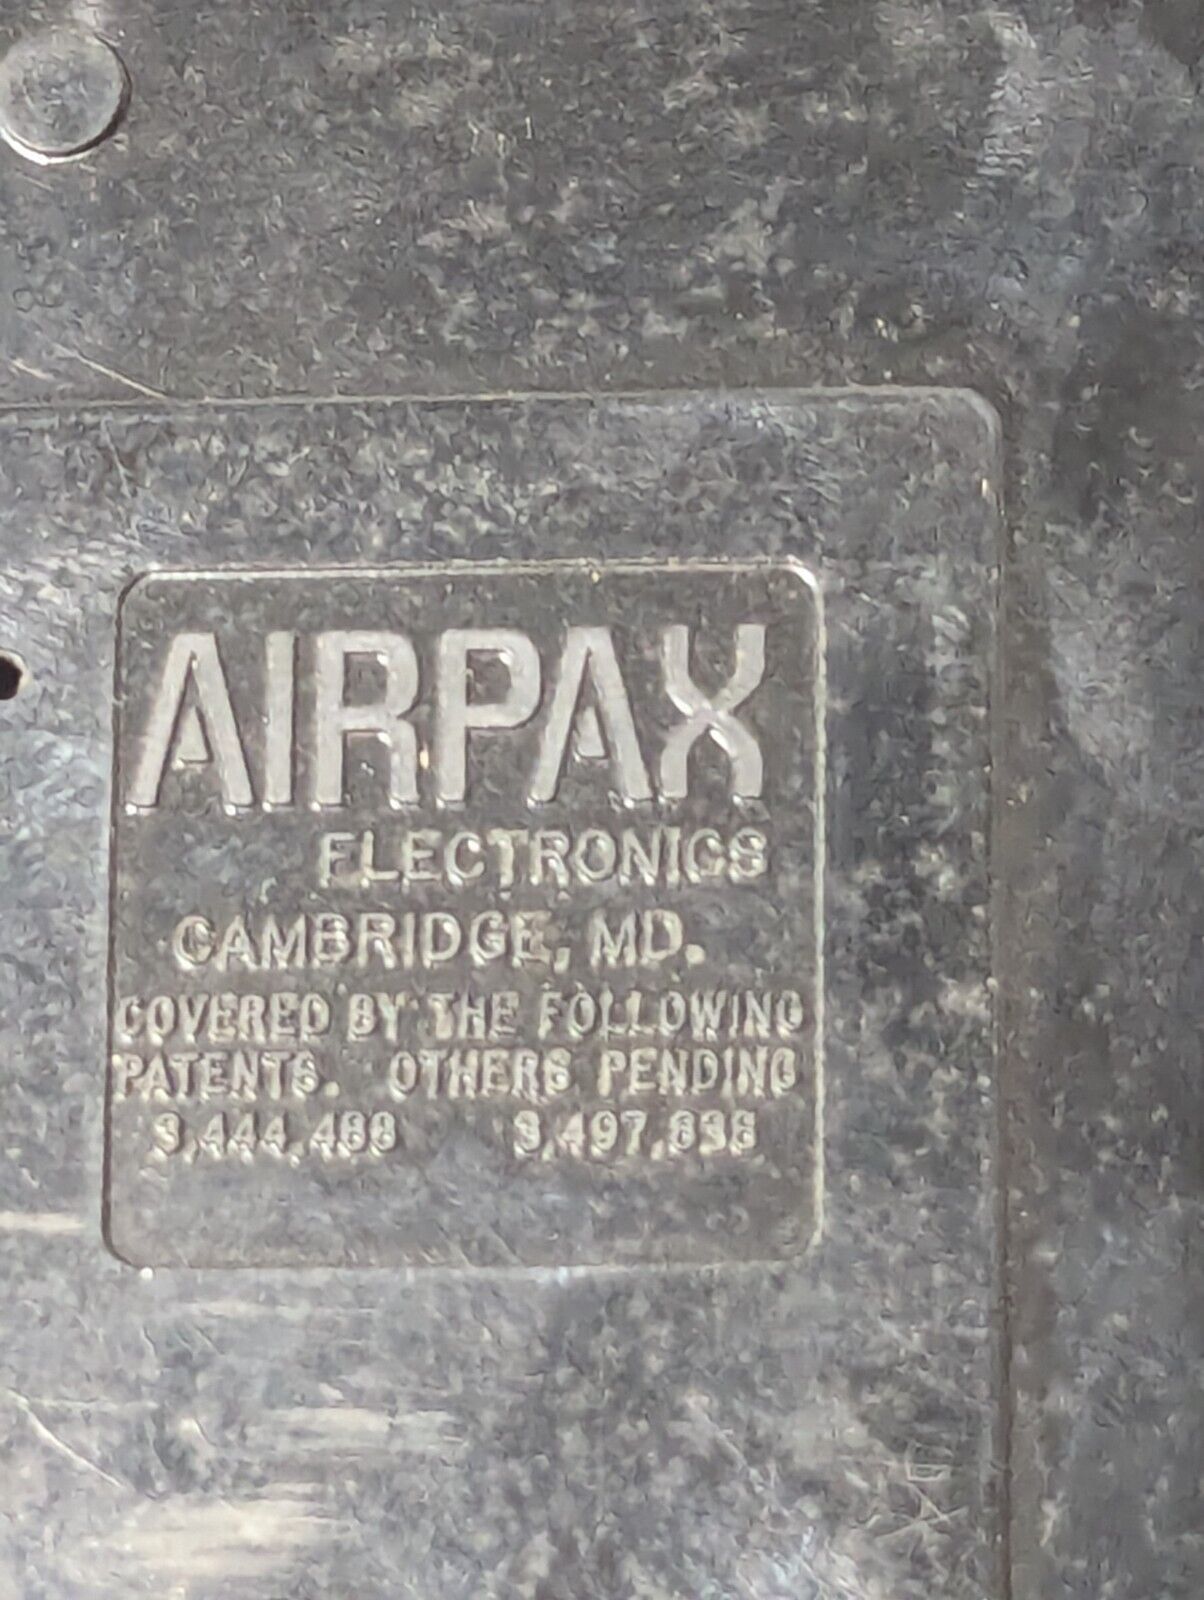 AIRPAX
ELECTRONICS
CAMBRIDGE, MD.
COVERED BY THE FOLLOWING
PATENTS. OTHERS PENDING
3,444,488 3,497,838